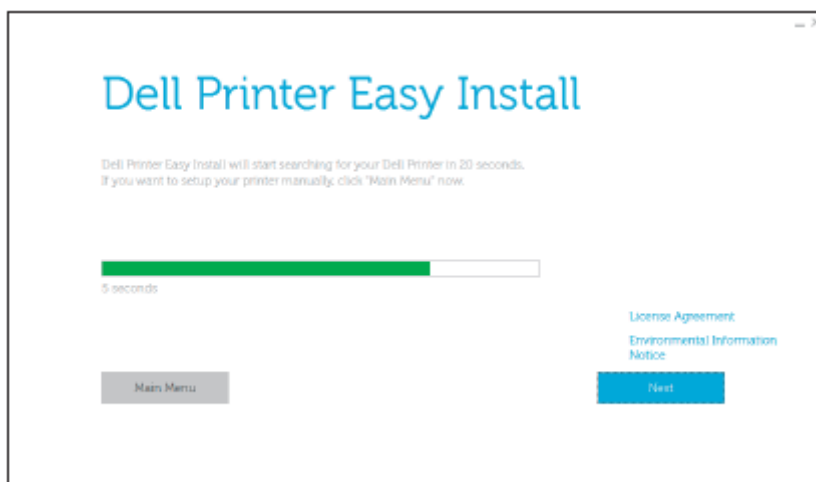 Dell Printer Easy Install
Dell Printer Easy Install will start searching for your Dell Printer in 20 seconds.
If you want to setup your printer manually, click "Main Menu" now.
5 seconds
License Agreement
Environmental Information
Notice
Main Menu
Next